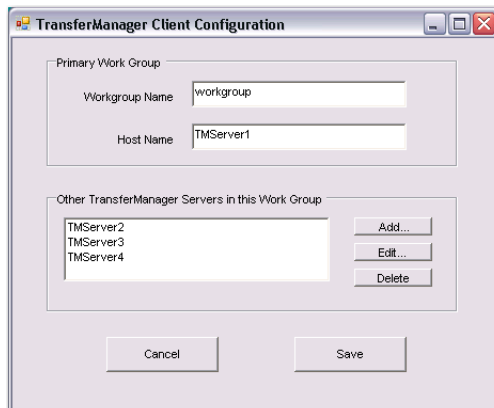 TransferManager Client Configuration
Primary Work Group
Workgroup Name workgroup
Host Name TMServer1
Other TransferManager Servers in this Work Group
TMServer2
TMServer3
TMServer4
Add...
Edit...
Delete
Cancel Save